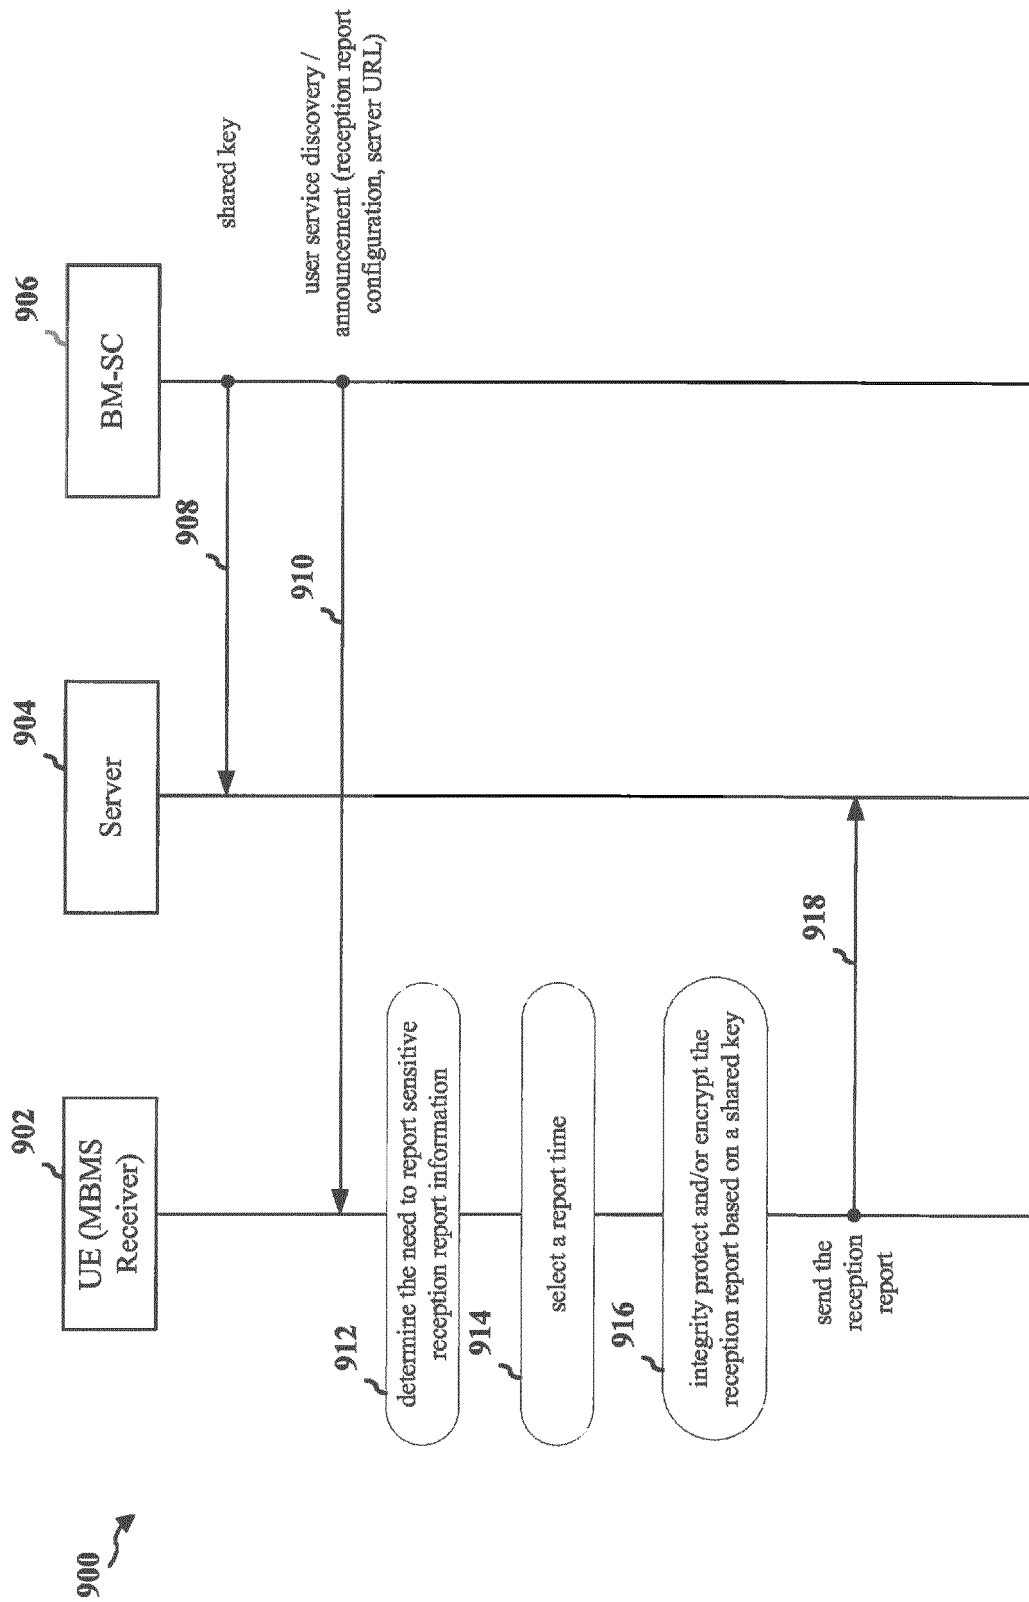 900
902
UE (MBMS
Receiver)
904
Server
906
BM-SC
908
shared key
910
user service discovery /
announcement (reception report
configuration, server URL)
912
determine the need to report sensitive
reception report information
914
select a report time
916
integrity protect and/or encrypt the
reception report based on a shared key
918
send the
reception
report